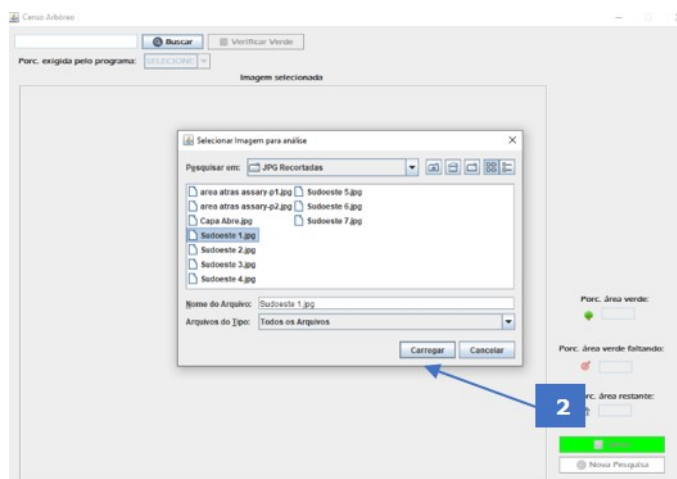 Censo Arbóreo
Buscar Verificar Verde
Porc. exigida pelo programa: SELECIONE
Imagem selecionada
Selecionar Imagem para análise
Pesquisar em: JPG Recortadas
area atras assary-p1.jpg Sudoeste 5.jpg
area atras assary-p2.jpg Sudoeste 6.jpg
Capa Abre.jpg Sudoeste 7.jpg
Sudoeste 1.jpg
Sudoeste 2.jpg
Sudoeste 3.jpg
Sudoeste 4.jpg
Nome do Arquivo: Sudoeste 1.jpg
Arquivos do Tipo: Todos os Arquivos
Carregar Cancelar
Porc. área verde:
Porc. área verde faltando:
rc. área restante:
2
Nova Pesquisa